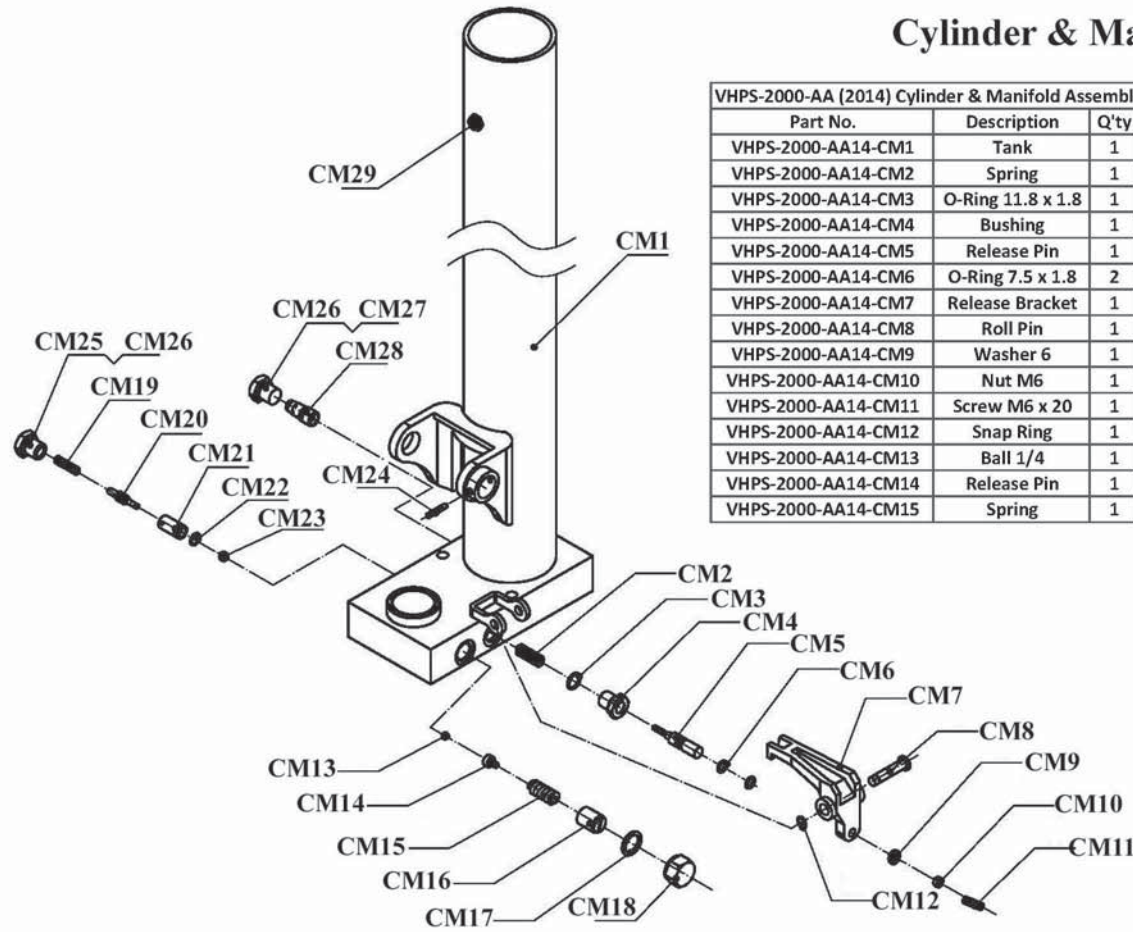 Cylinder & Ma
VHPS-2000-AA (2014) Cylinder & Manifold Assembl
Part No. Description Q'ty
VHPS-2000-AA14-CM1 Tank 1
VHPS-2000-AA14-CM2 Spring 1
VHPS-2000-AA14-CM3 O-Ring 11.8 x 1.8 1
VHPS-2000-AA14-CM4 Bushing 1
VHPS-2000-AA14-CM5 Release Pin 1
VHPS-2000-AA14-CM6 O-Ring 7.5 x 1.8 2
VHPS-2000-AA14-CM7 Release Bracket 1
VHPS-2000-AA14-CM8 Roll Pin 1
VHPS-2000-AA14-CM9 Washer 6 1
VHPS-2000-AA14-CM10 Nut M6 1
VHPS-2000-AA14-CM11 Screw M6 x 20 1
VHPS-2000-AA14-CM12 Snap Ring 1
VHPS-2000-AA14-CM13 Ball 1/4 1
VHPS-2000-AA14-CM14 Release Pin 1
VHPS-2000-AA14-CM15 Spring 1
CM29
CM1
CM26 CM27
CM28
CM25 CM26
CM19
CM20
CM21
CM22
CM23
CM24
CM2
CM3
CM4
CM5
CM6
CM7
CM8
CM9
CM10
CM11
CM12
CM13
CM14
CM15
CM16
CM17
CM18